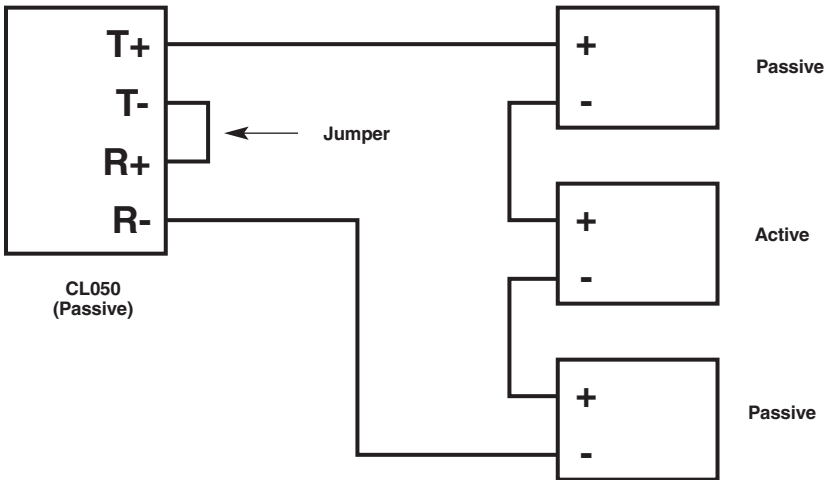 T+
T-
R+
R-
Jumper
CL050
(Passive)
+
-
Passive
+
-
Active
+
-
Passive